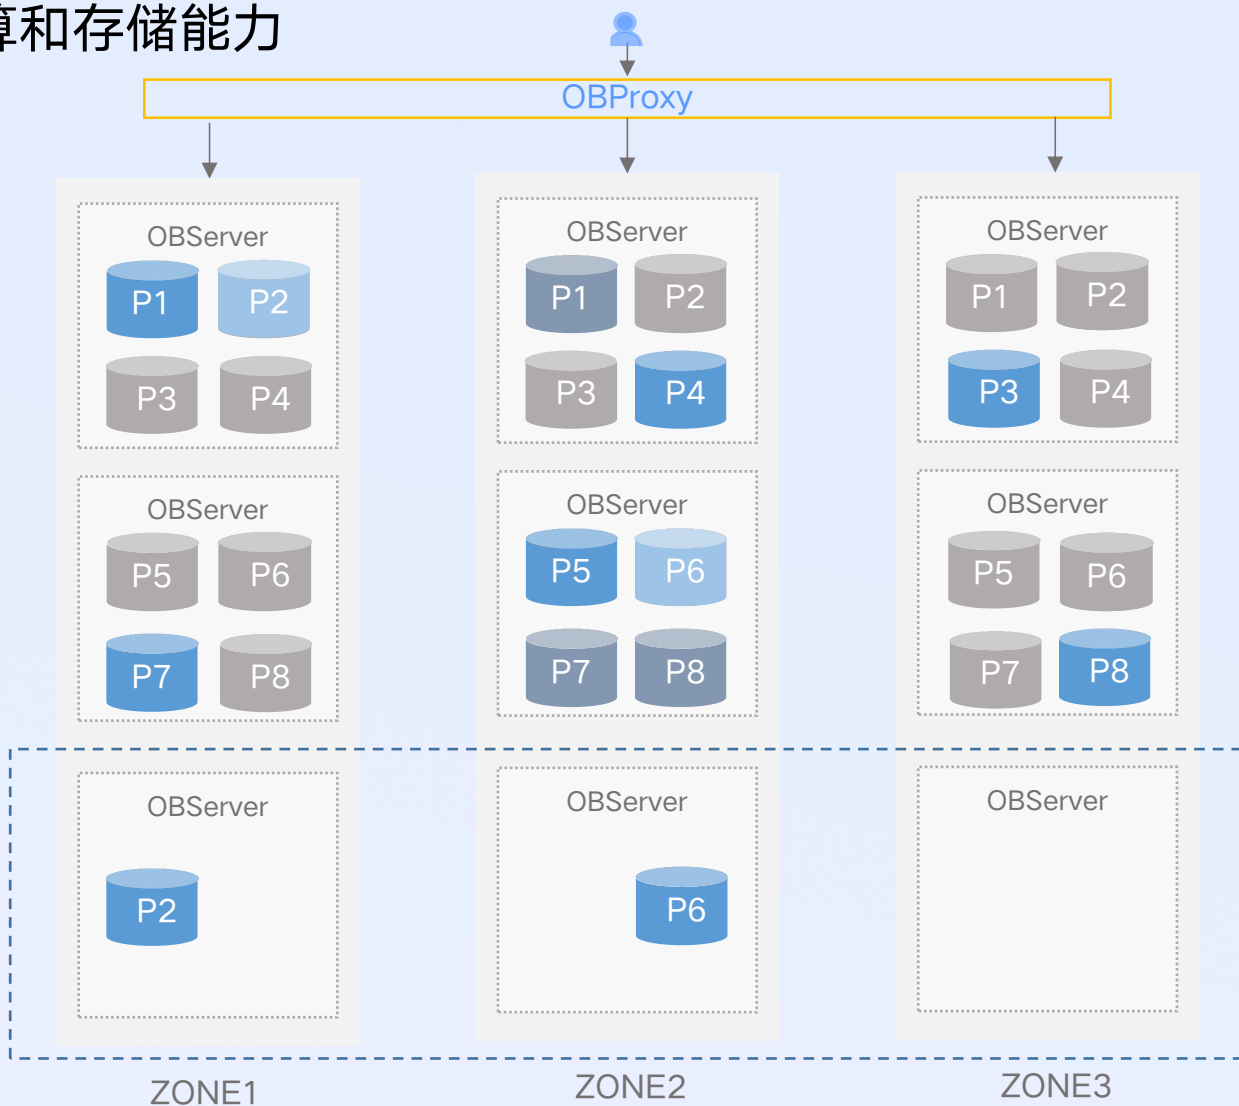 算和存储能力
OBProxy
OBServer
P1 P2
P3 P4
OBServer
P5 P6
P7 P8
OBServer
P2
ZONE1
OBServer
P1 P2
P3 P4
OBServer
P5 P6
P7 P8
OBServer
P6
ZONE2
OBServer
P1 P2
P3 P4
OBServer
P5 P6
P7 P8
OBServer
ZONE3